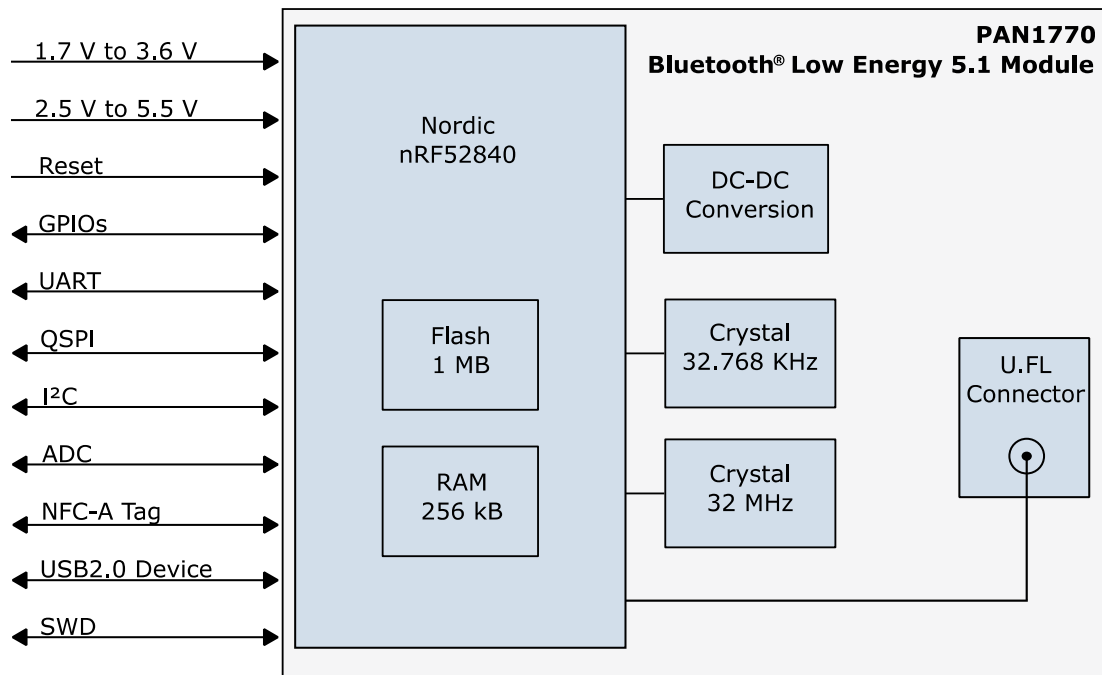 PAN1770
Bluetooth® Low Energy 5.1 Module
1.7 V to 3.6 V
2.5 V to 5.5 V
Reset
GPIOs
UART
QSPI
I²C
ADC
NFC-A Tag
USB2.0 Device
SWD
Nordic
nRF52840
Flash
1 MB
RAM
256 kB
DC-DC
Conversion
Crystal
32.768 KHz
Crystal
32 MHz
U.FL
Connector